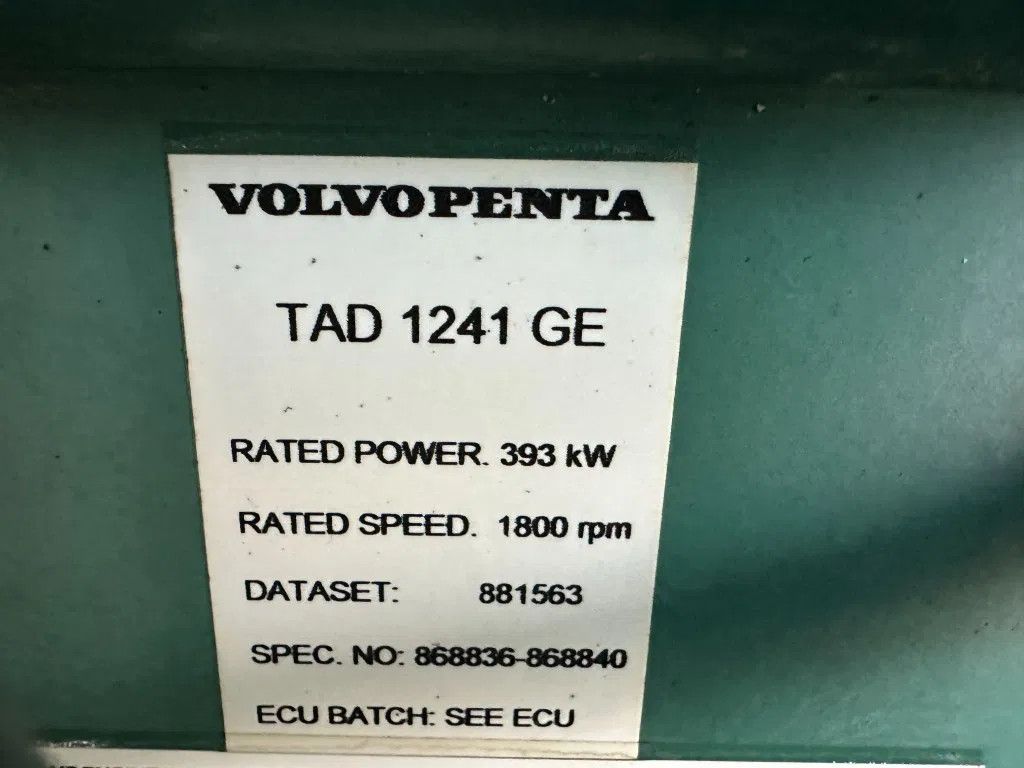 VOLVO PENTA
TAD 1241 GE
RATED POWER. 393 kW
RATED SPEED. 1800 rpm
DATASET: 881563
SPEC. NO: 868836-868840
ECU BATCH: SEE ECU